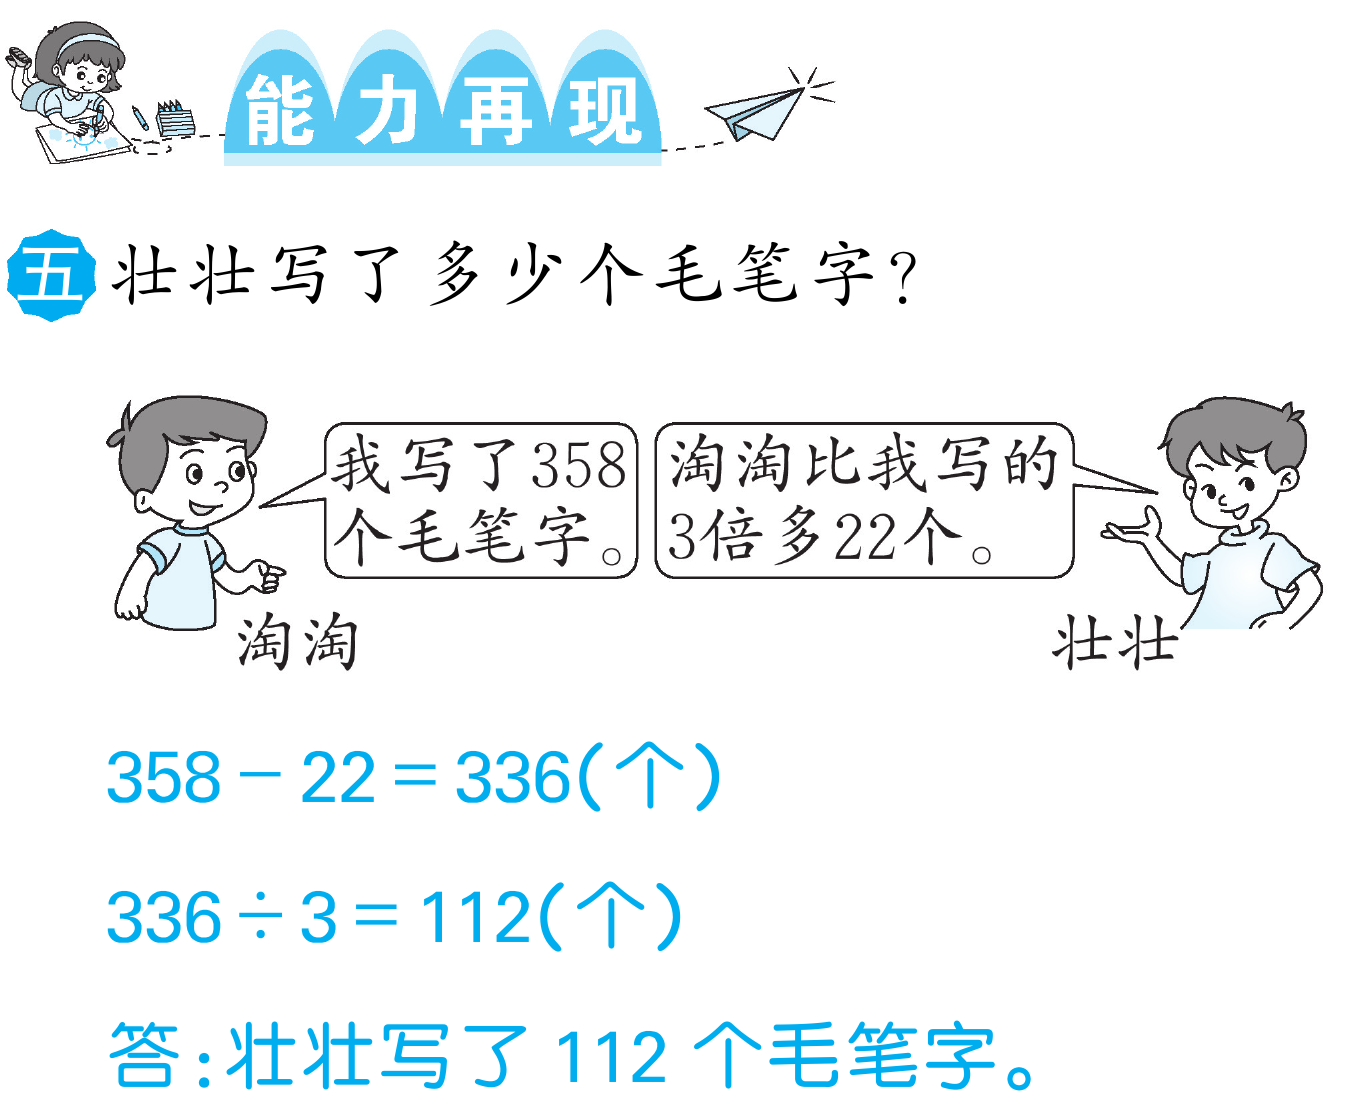 能力再现
五 壮壮写了多少个毛笔字?
我写了358
个毛笔字。
淘淘比我写的
3倍多22个。
淘淘
壮壮
358－22＝336(个)
336÷3＝112(个)
答:壮壮写了 112 个毛笔字。